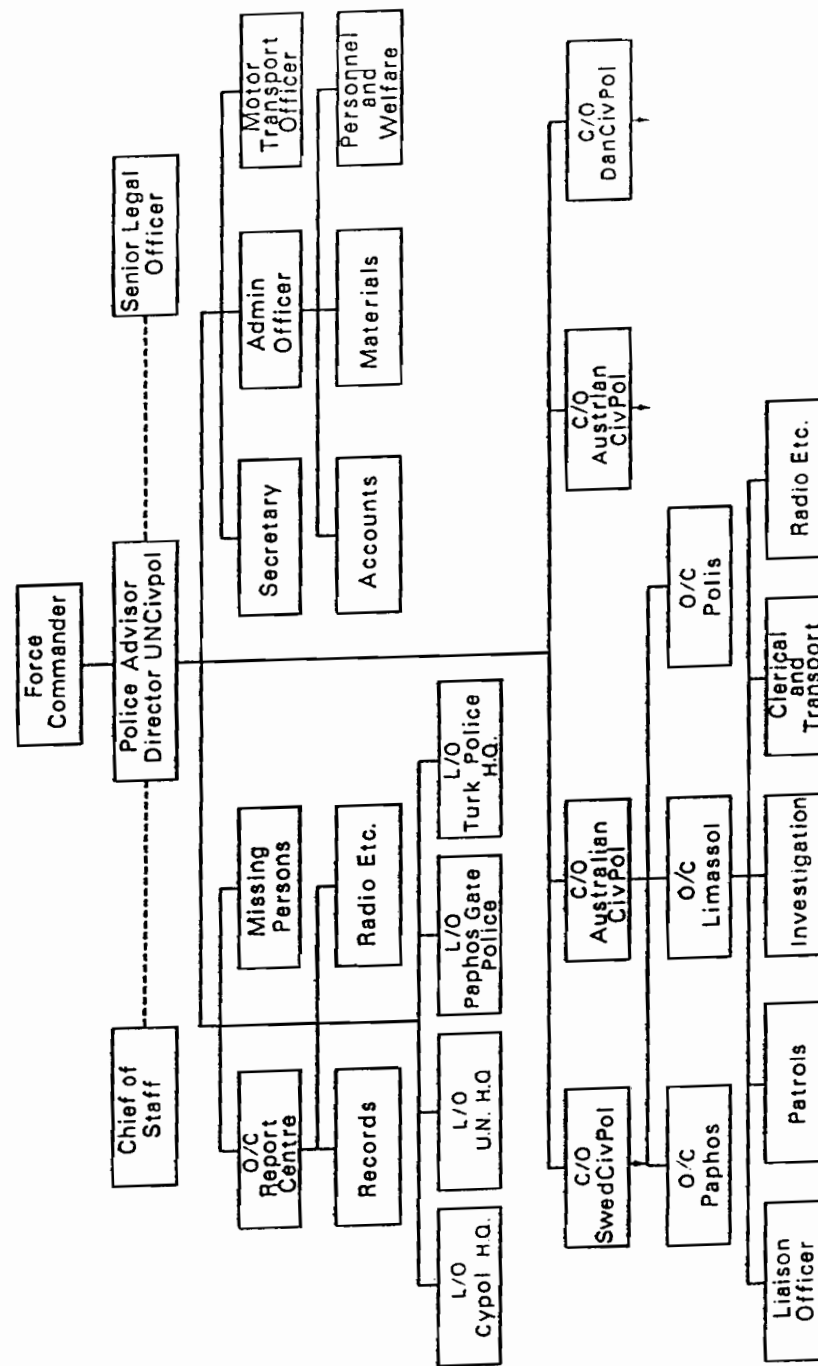 Force
Commander
Chief of
Staff
Police Advisor
Director UNCivpol
Senior Legal
Officer
O/C
Report
Centre
Missing
Persons
Secretary
Admin
Officer
Motor
Transport
Officer
Records
Radio Etc.
Accounts
Materials
Personnel
and
Welfare
L/O
Cypol H.Q.
L/O
U.N. H.Q
L/O
Paphos Gate
Police
L/O
Turk Police
H.Q.
C/O
SwedCivPol
C/O
Australian
CivPol
C/O
Austrian
CivPol
C/O
DanCivPol
O/C
Paphos
O/C
Limassol
O/C
Polis
Liaison
Officer
Patrols
Investigation
Clerical
and
Transport
Radio Etc.